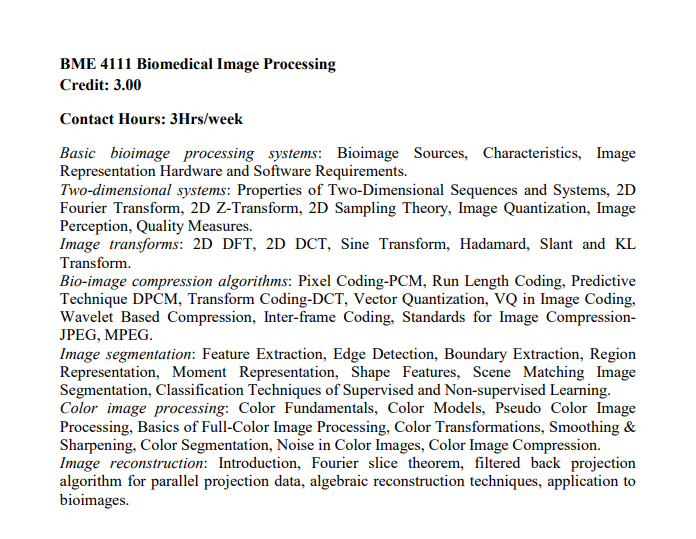 BME 4111 Biomedical Image Processing
Credit: 3.00
Contact Hours: 3Hrs/week
Basic bioimage processing systems: Bioimage Sources, Characteristics, Image
Representation Hardware and Software Requirements.
Two-dimensional systems: Properties of Two-Dimensional Sequences and Systems, 2D
Fourier Transform, 2D Z-Transform, 2D Sampling Theory, Image Quantization, Image
Perception, Quality Measures.
Image transforms: 2D DFT, 2D DCT, Sine Transform, Hadamard, Slant and KL
Transform.
Bio-image compression algorithms: Pixel Coding-PCM, Run Length Coding, Predictive
Technique DPCM, Transform Coding-DCT, Vector Quantization, VQ in Image Coding,
Wavelet Based Compression, Inter-frame Coding, Standards for Image Compression-
JPEG, MPEG.
Image segmentation: Feature Extraction, Edge Detection, Boundary Extraction, Region
Representation, Moment Representation, Shape Features, Scene Matching Image
Segmentation, Classification Techniques of Supervised and Non-supervised Learning.
Color image processing: Color Fundamentals, Color Models, Pseudo Color Image
Processing, Basics of Full-Color Image Processing, Color Transformations, Smoothing &
Sharpening, Color Segmentation, Noise in Color Images, Color Image Compression.
Image reconstruction: Introduction, Fourier slice theorem, filtered back projection
algorithm for parallel projection data, algebraic reconstruction techniques, application to
bioimages.